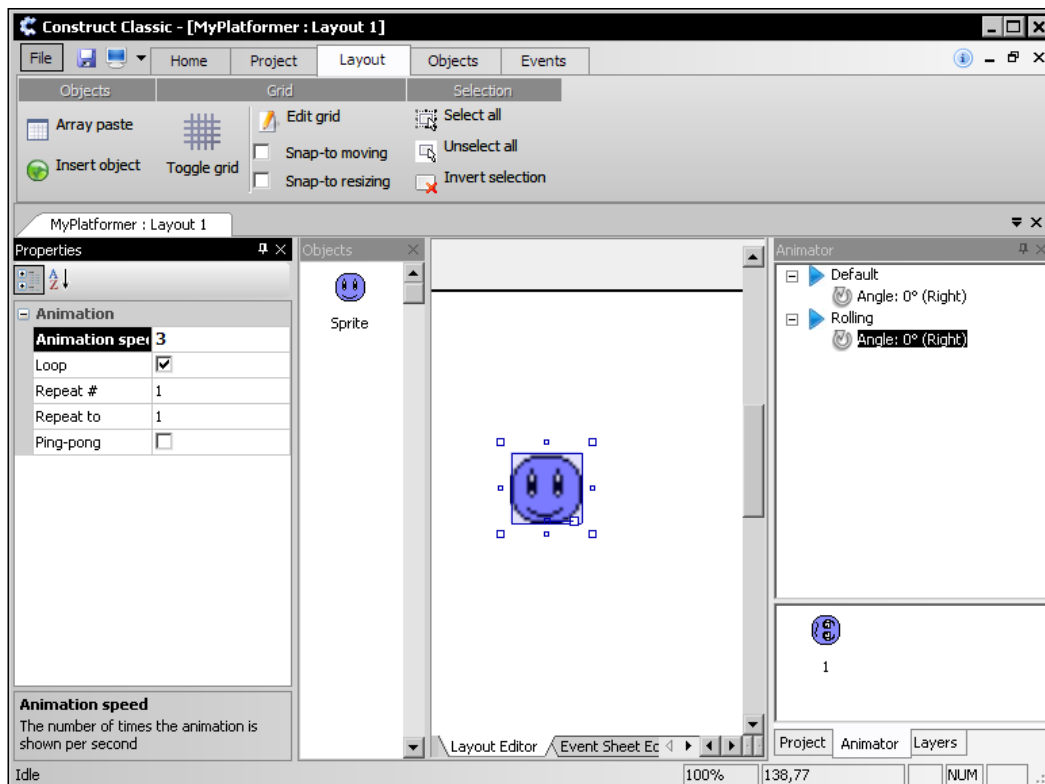 Construct Classic - [MyPlatformer : Layout 1]
File Home Project Layout Objects Events
Objects Grid Selection
Array paste
Insert object
Toggle grid
Edit grid
Snap-to moving
Snap-to resizing
Select all
Unselect all
Invert selection
MyPlatformer : Layout 1
Properties
Animation
Animation spee 3
Loop
Repeat # 1
Repeat to 1
Ping-pong
Animation speed
The number of times the animation is
shown per second
Objects
Sprite
Layout Editor Event Sheet Ec
Animator
Default
Angle: 0° (Right)
Rolling
Angle: 0° (Right)
1
Project Animator Layers
Idle 100% 138,77 NUM